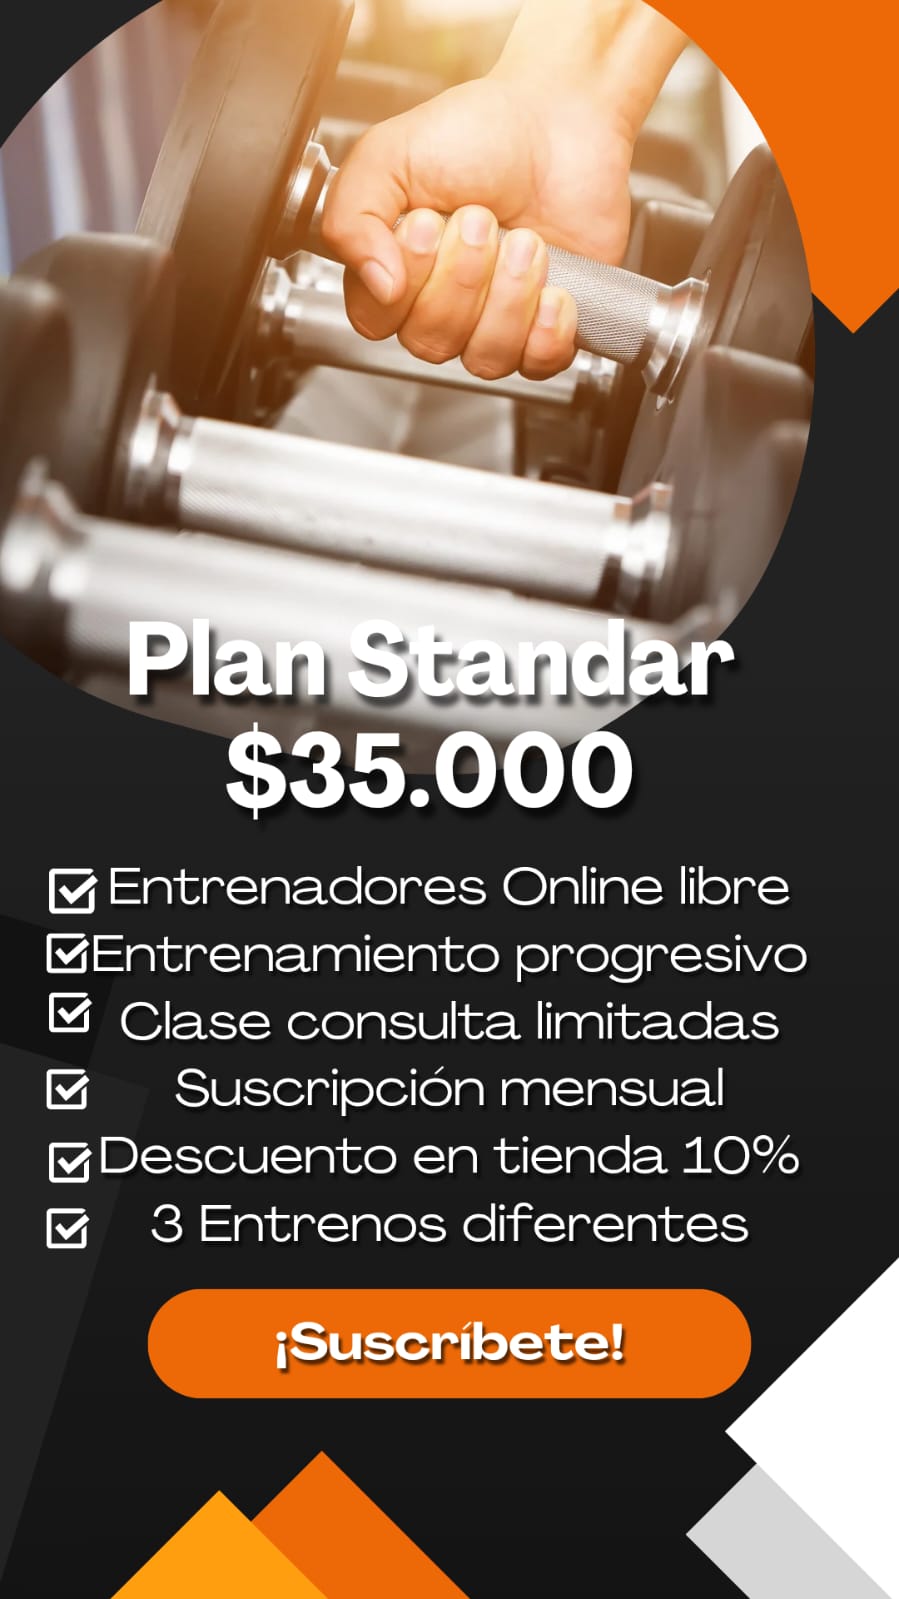 Plan Standar
$35.000
Entrenadores Online libre
Entrenamiento progresivo
Clase consulta limitadas
Suscripción mensual
Descuento en tienda 10%
3 Entrenos diferentes
¡Suscríbete!